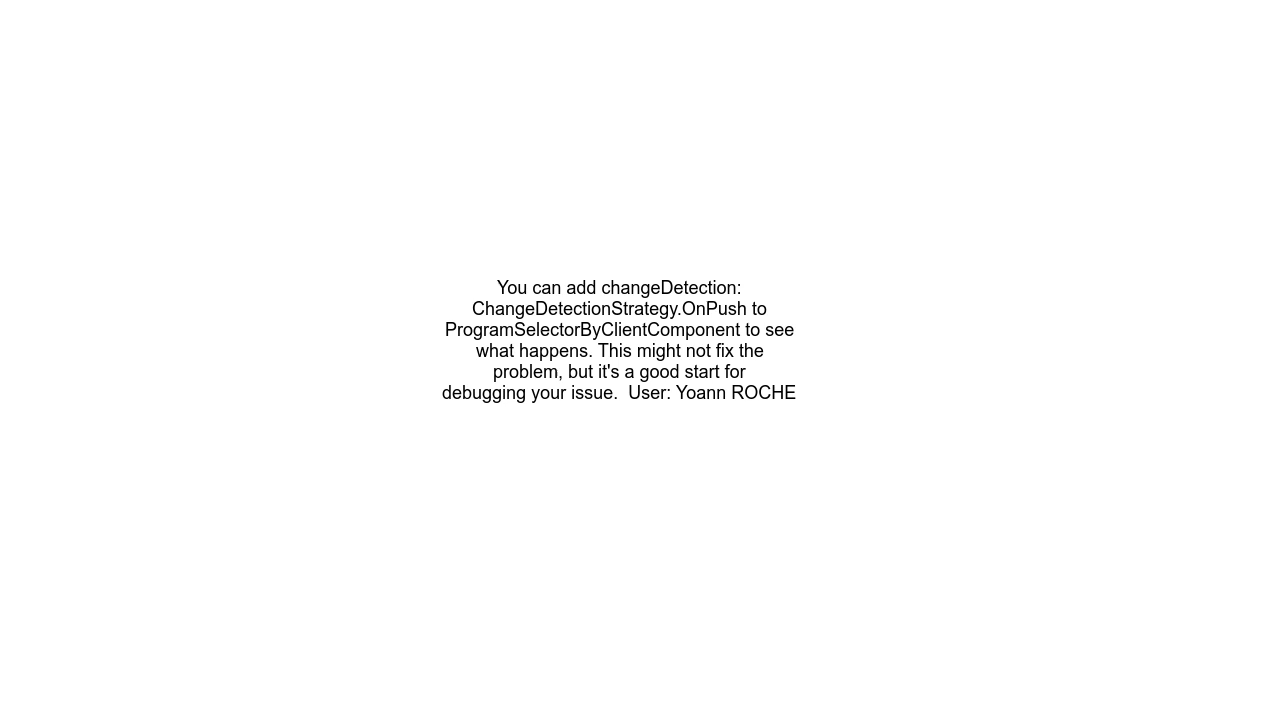 You can add changeDetection:
ChangeDetectionStrategy.OnPush to
ProgramSelectorByClientComponent to see
what happens. This might not fix the
problem, but it's a good start for
debugging your issue.  User: Yoann ROCHE